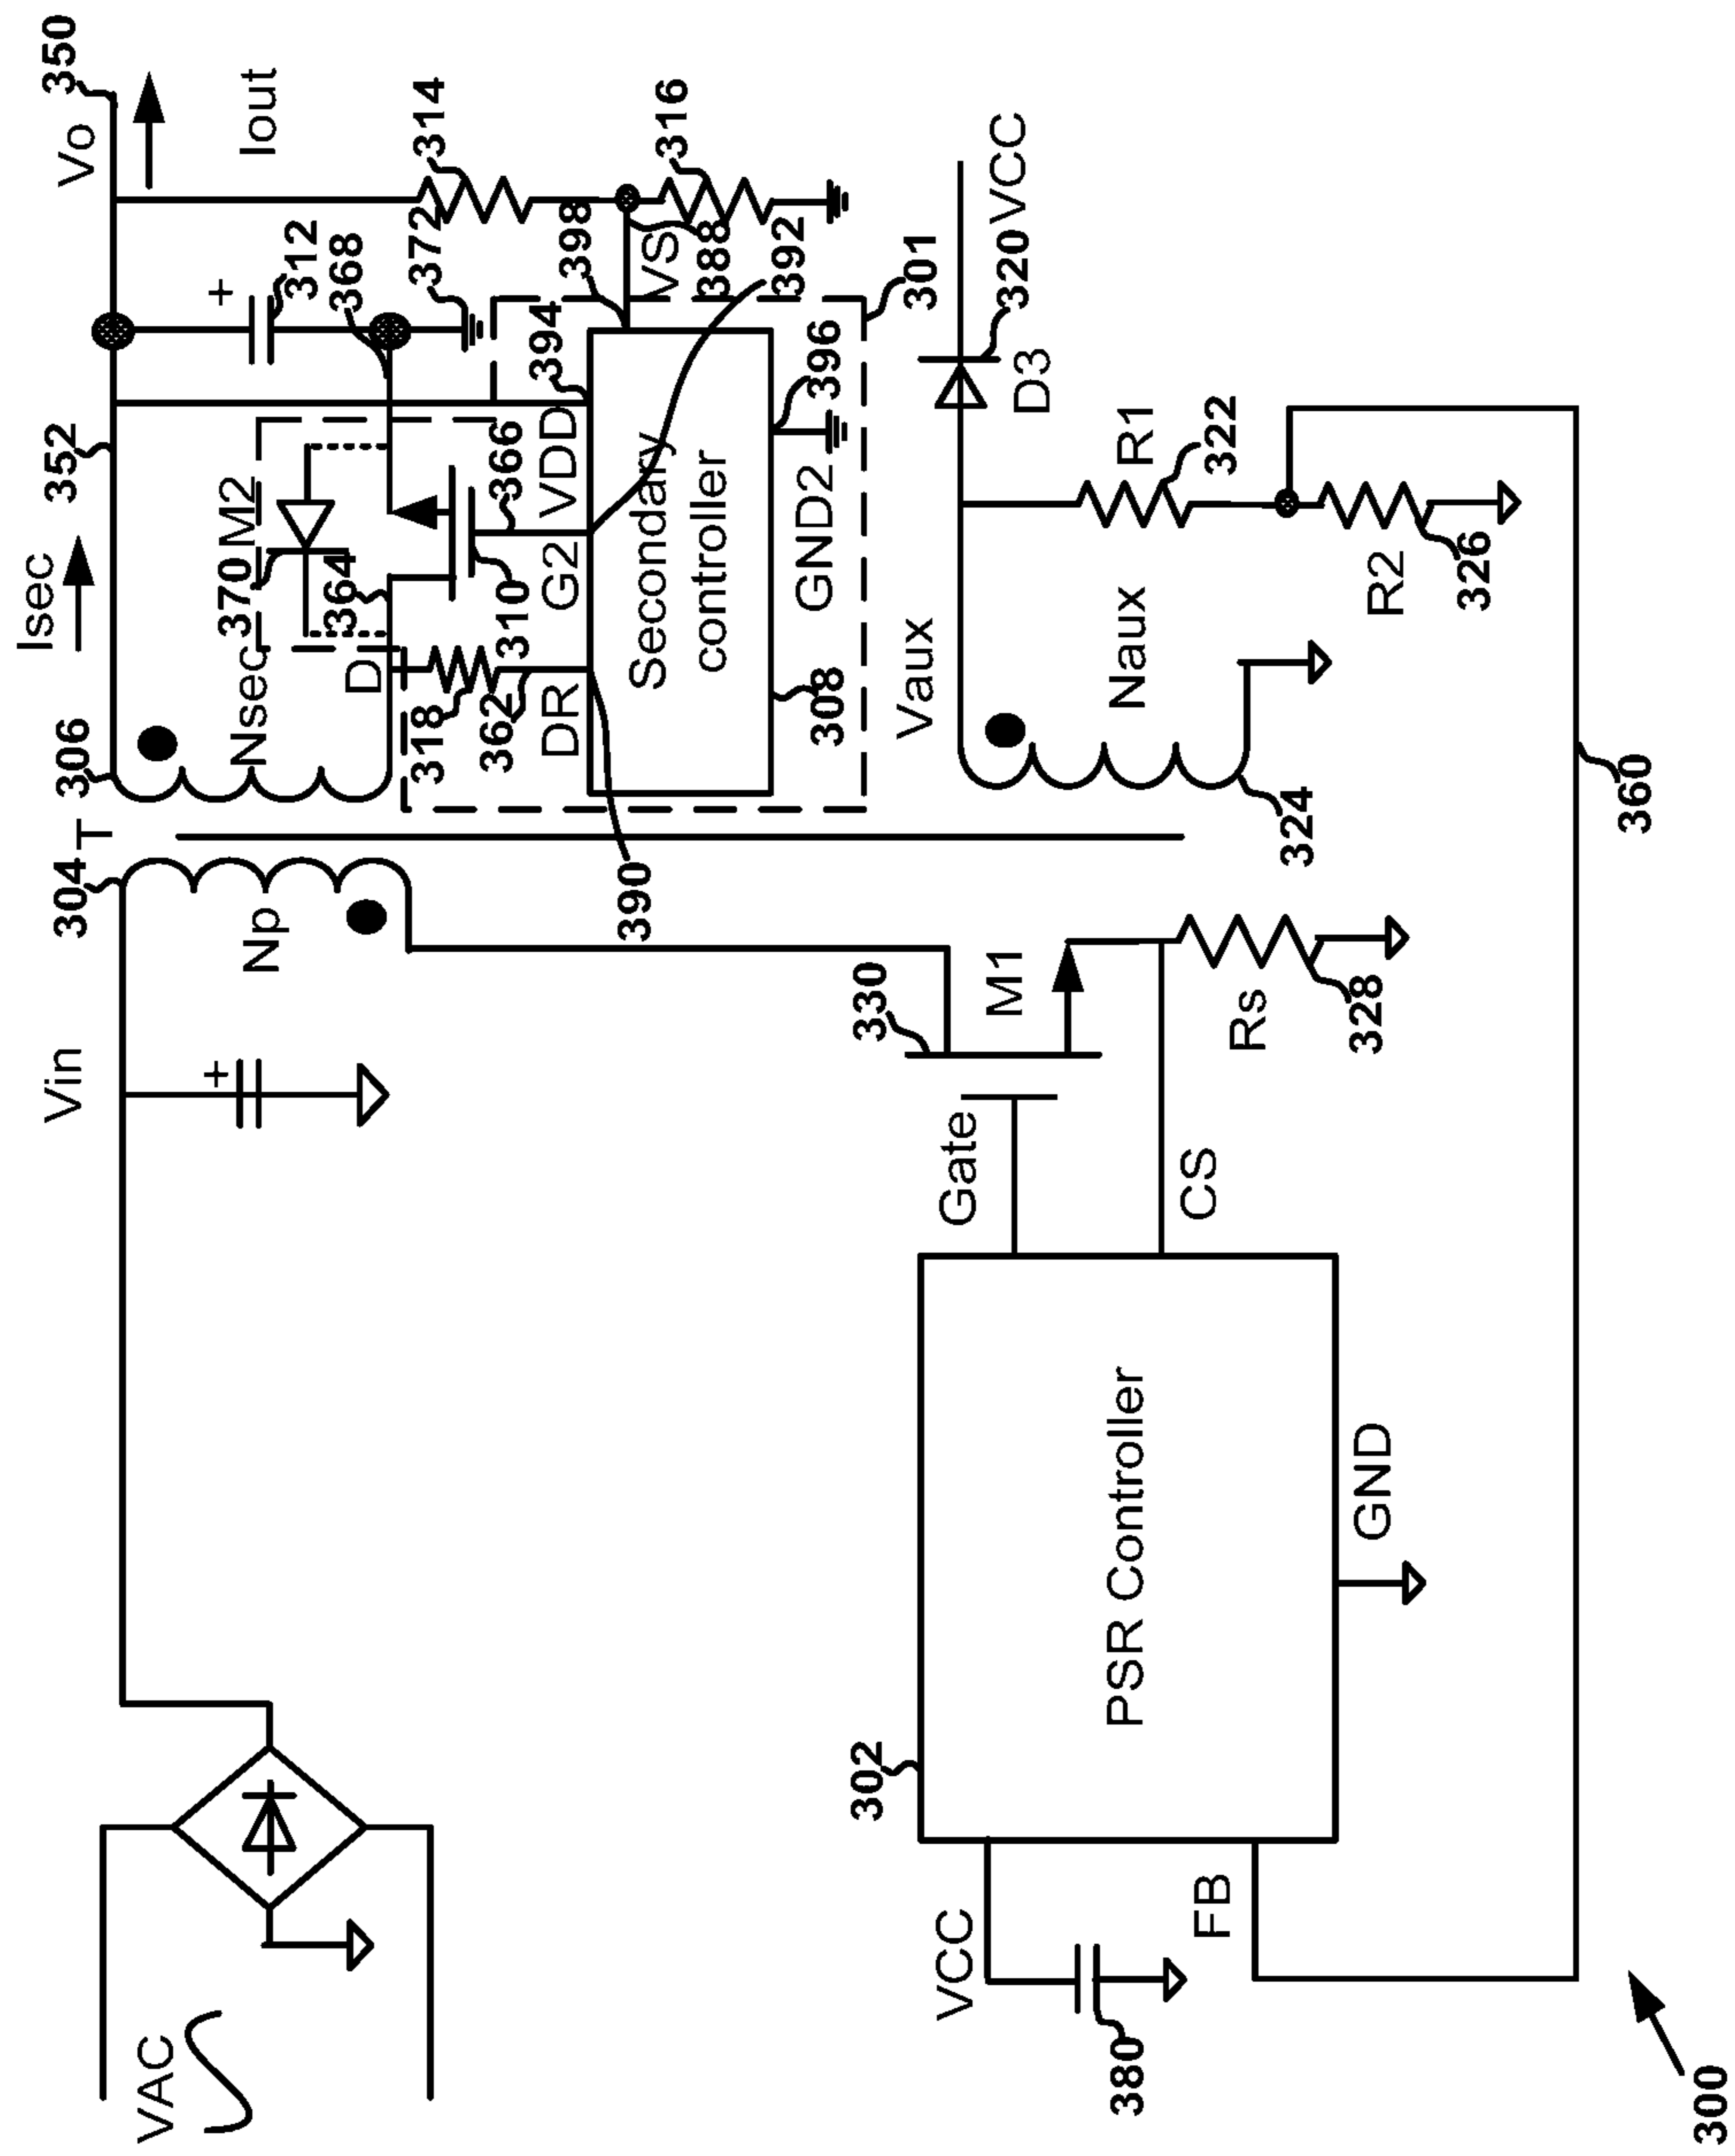 VAC
Vin
304
T
306
Isec
352
Vo
350
Np
Nsec
370
M2
Iout
312
364
368
D
318
372
314
362
310
366
DR
G2
VDD
394
398
390
Secondary
controller
VS
388
316
392
308
GND2
396
301
330
M1
Gate
302
PSR Controller
VCC
380
FB
GND
CS
Rs
328
Vaux
Naux
324
D3
320
VCC
R1
322
R2
326
360
300
+
+